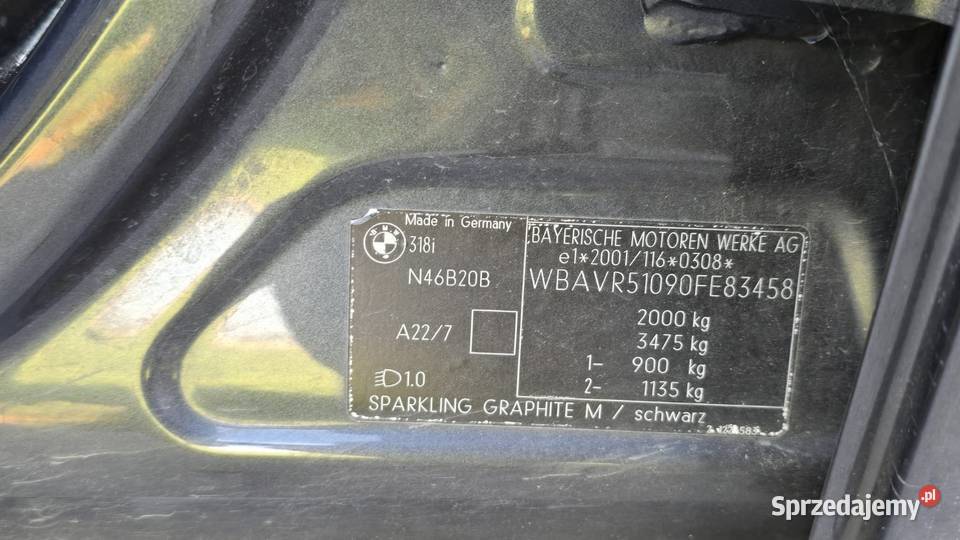 Made in Germany
BMW
318i
N46B20B
A22/7
1.0
SPARKLING GRAPHITE M / schwarz
BAYERISCHE MOTOREN WERKE AG
e1*2001/116*0308*
WBAVR51090FE83458
2000 kg
3475 kg
1- 900 kg
2- 1135 kg
Sprzedajemy.pl